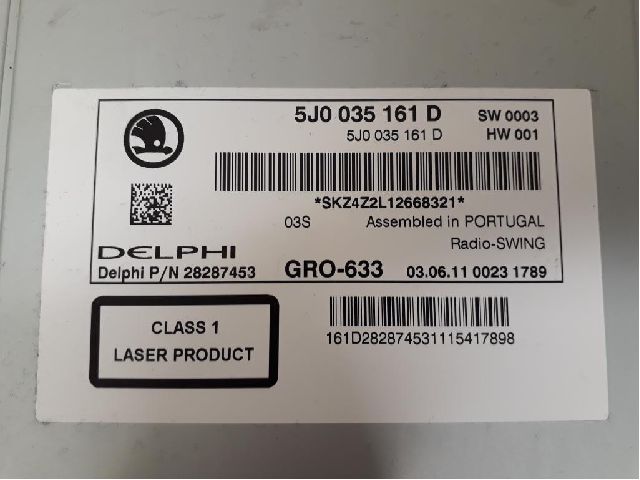 5J0 035 161 D SW 0003
5J0 035 161 D HW 001
*SKZ4Z2L12668321*
03S Assembled in PORTUGAL
Radio-SWING
DELPHI
Delphi P/N 28287453 GRO-633 03.06.11 0023 1789
CLASS 1
LASER PRODUCT
161D282874531115417898